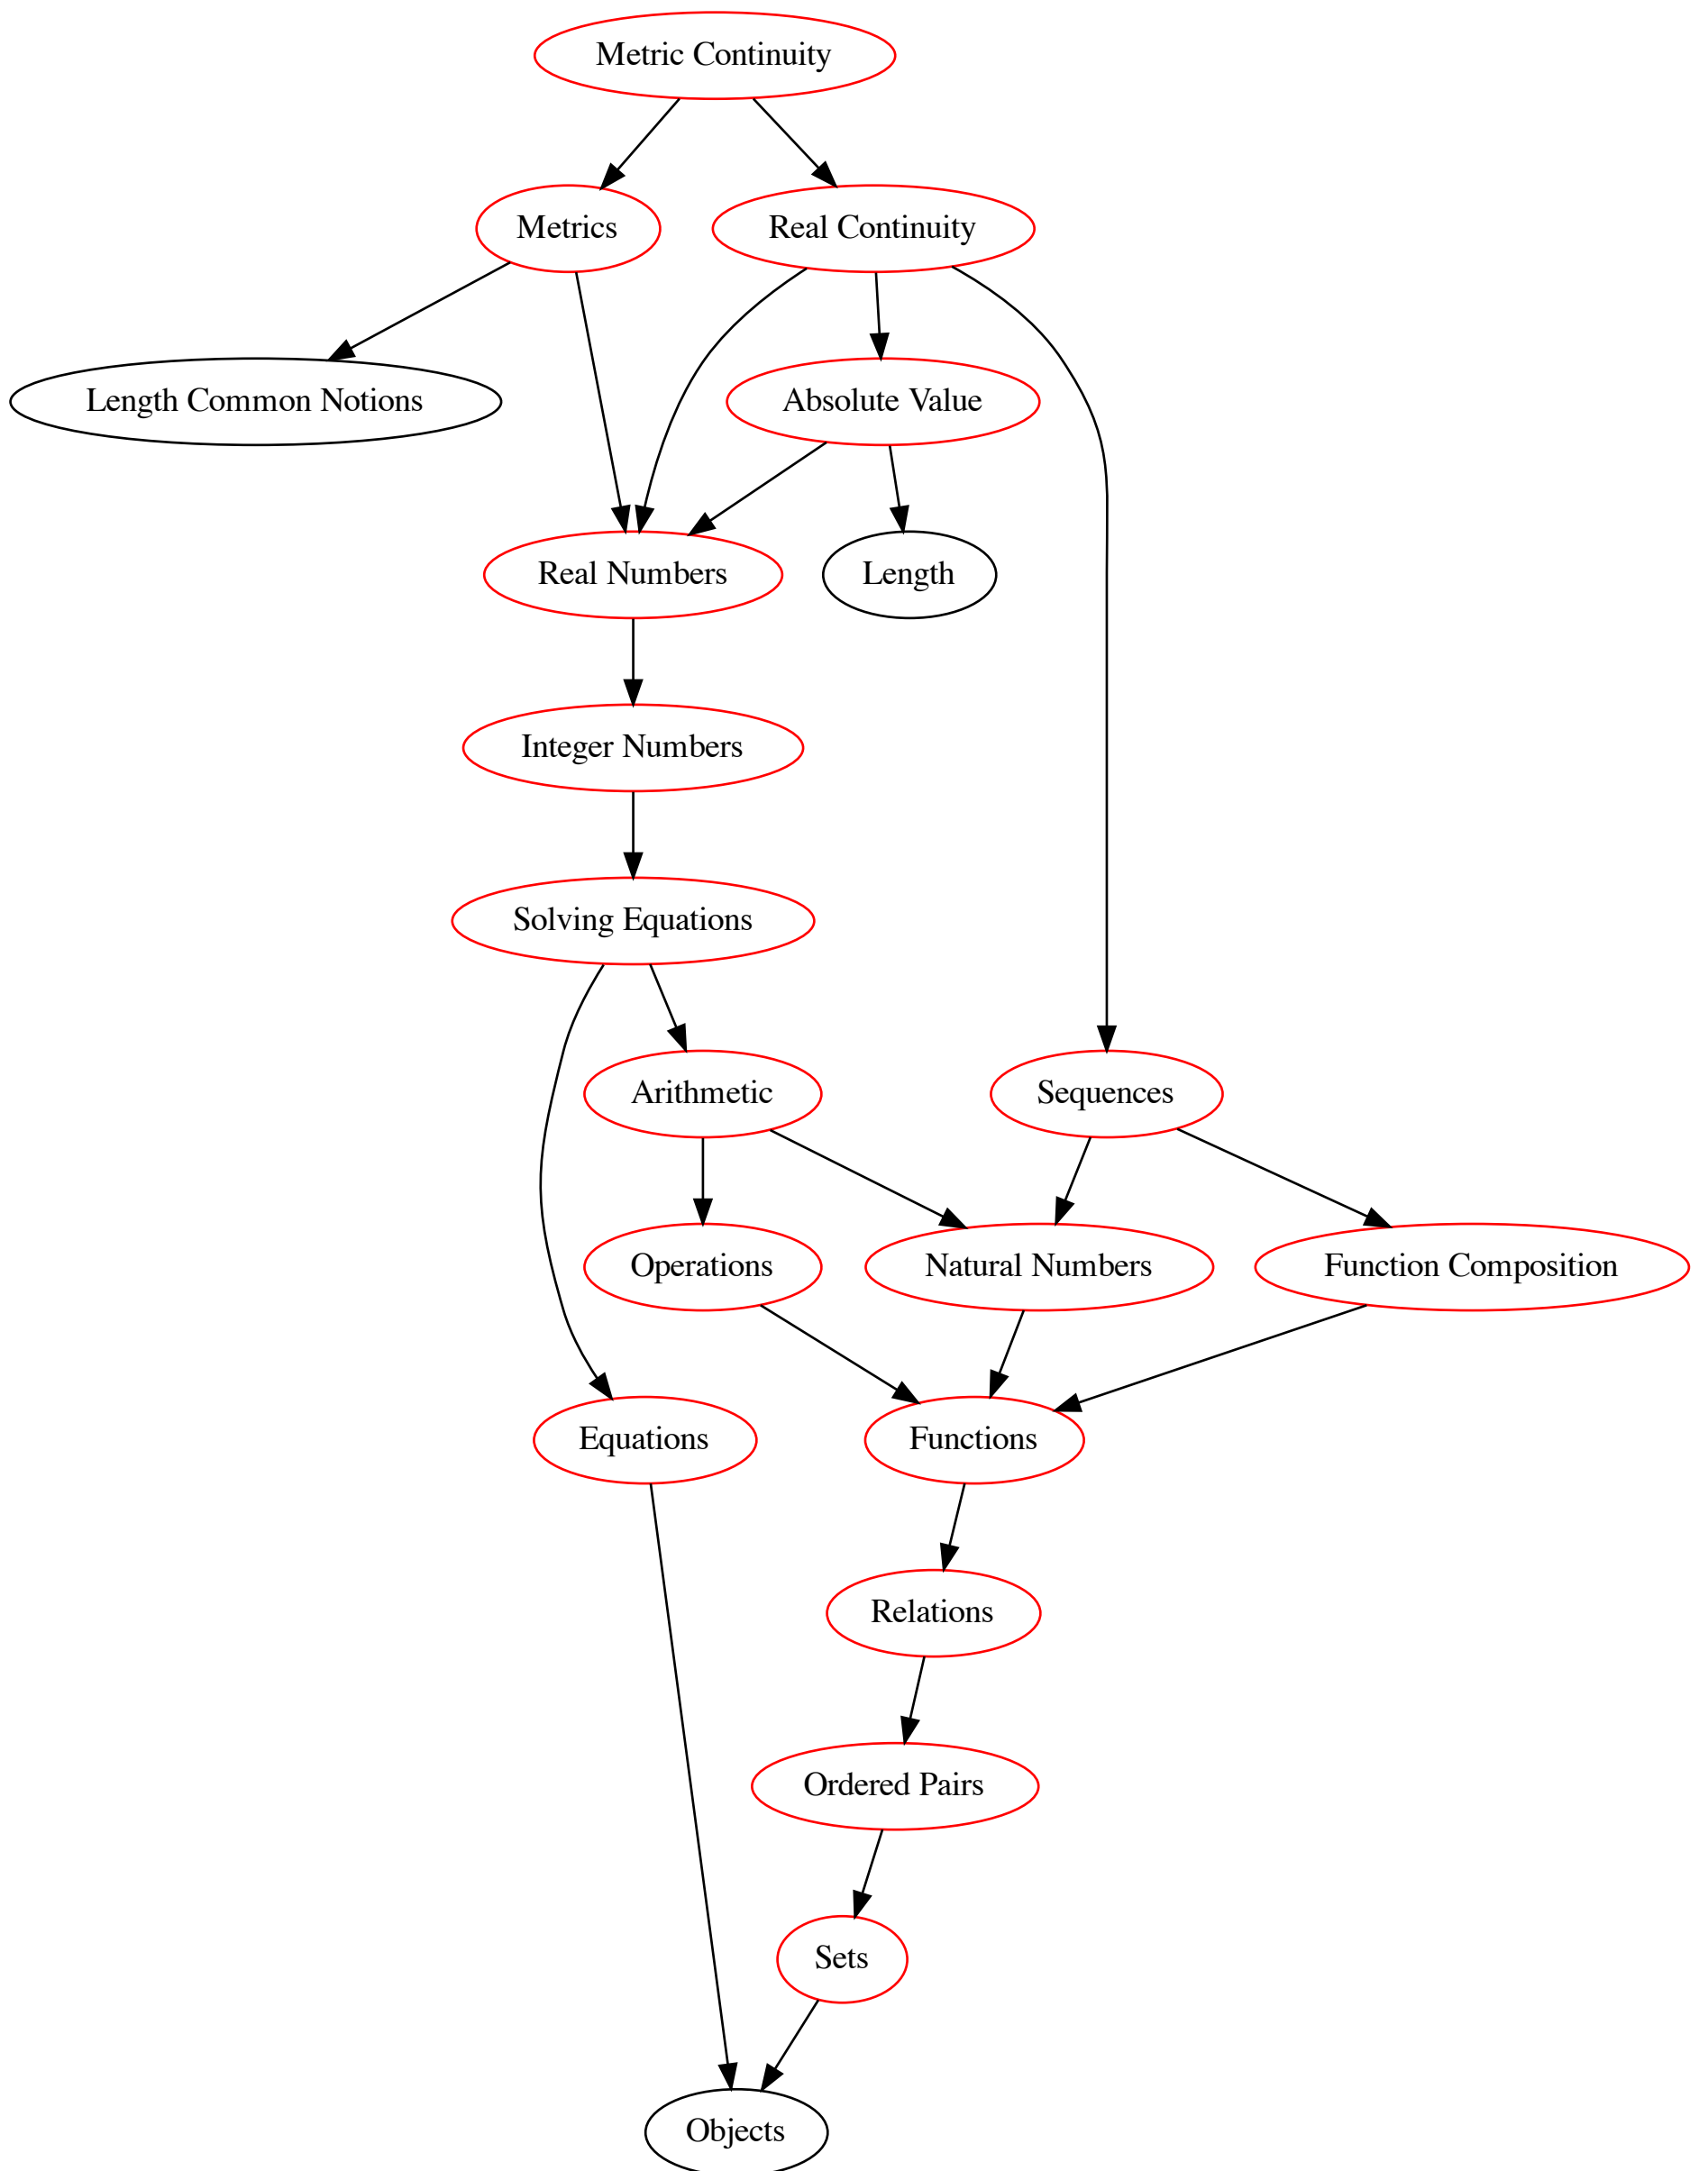 Metric Continuity
Metrics
Real Continuity
Length Common Notions
Absolute Value
Real Numbers
Length
Integer Numbers
Solving Equations
Arithmetic
Sequences
Operations
Natural Numbers
Function Composition
Equations
Functions
Relations
Ordered Pairs
Sets
Objects